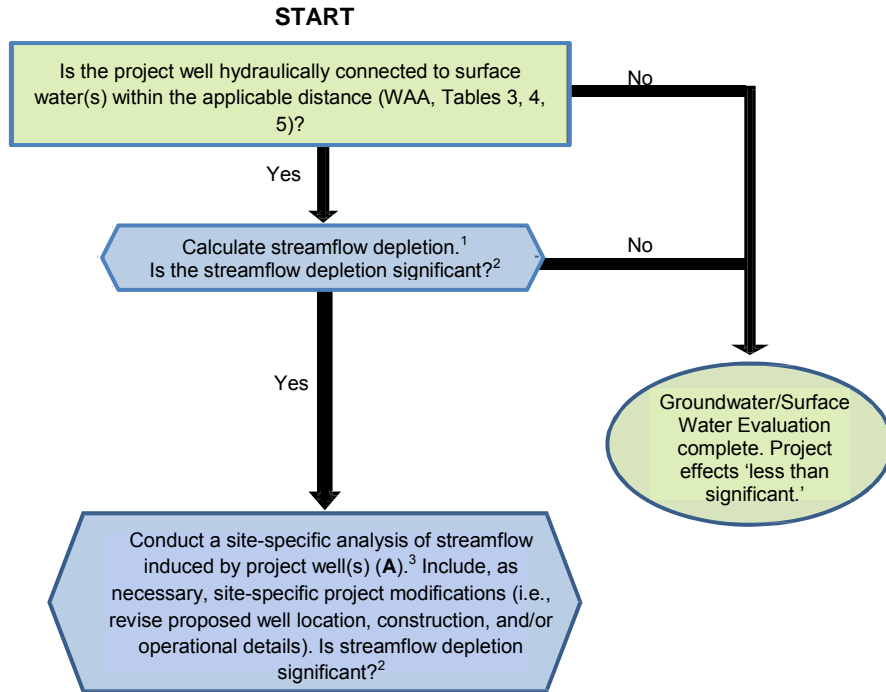 START
Is the project well hydraulically connected to surface
water(s) within the applicable distance (WAA, Tables 3, 4,
5)?
No
Yes
Calculate streamflow depletion.¹
Is the streamflow depletion significant?²
No
Yes
Groundwater/Surface
Water Evaluation
complete. Project
effects ‘less than
significant.’
Conduct a site-specific analysis of streamflow
induced by project well(s) (A).³ Include, as
necessary, site-specific project modifications (i.e.,
revise proposed well location, construction, and/or
operational details). Is streamflow depletion
significant?²